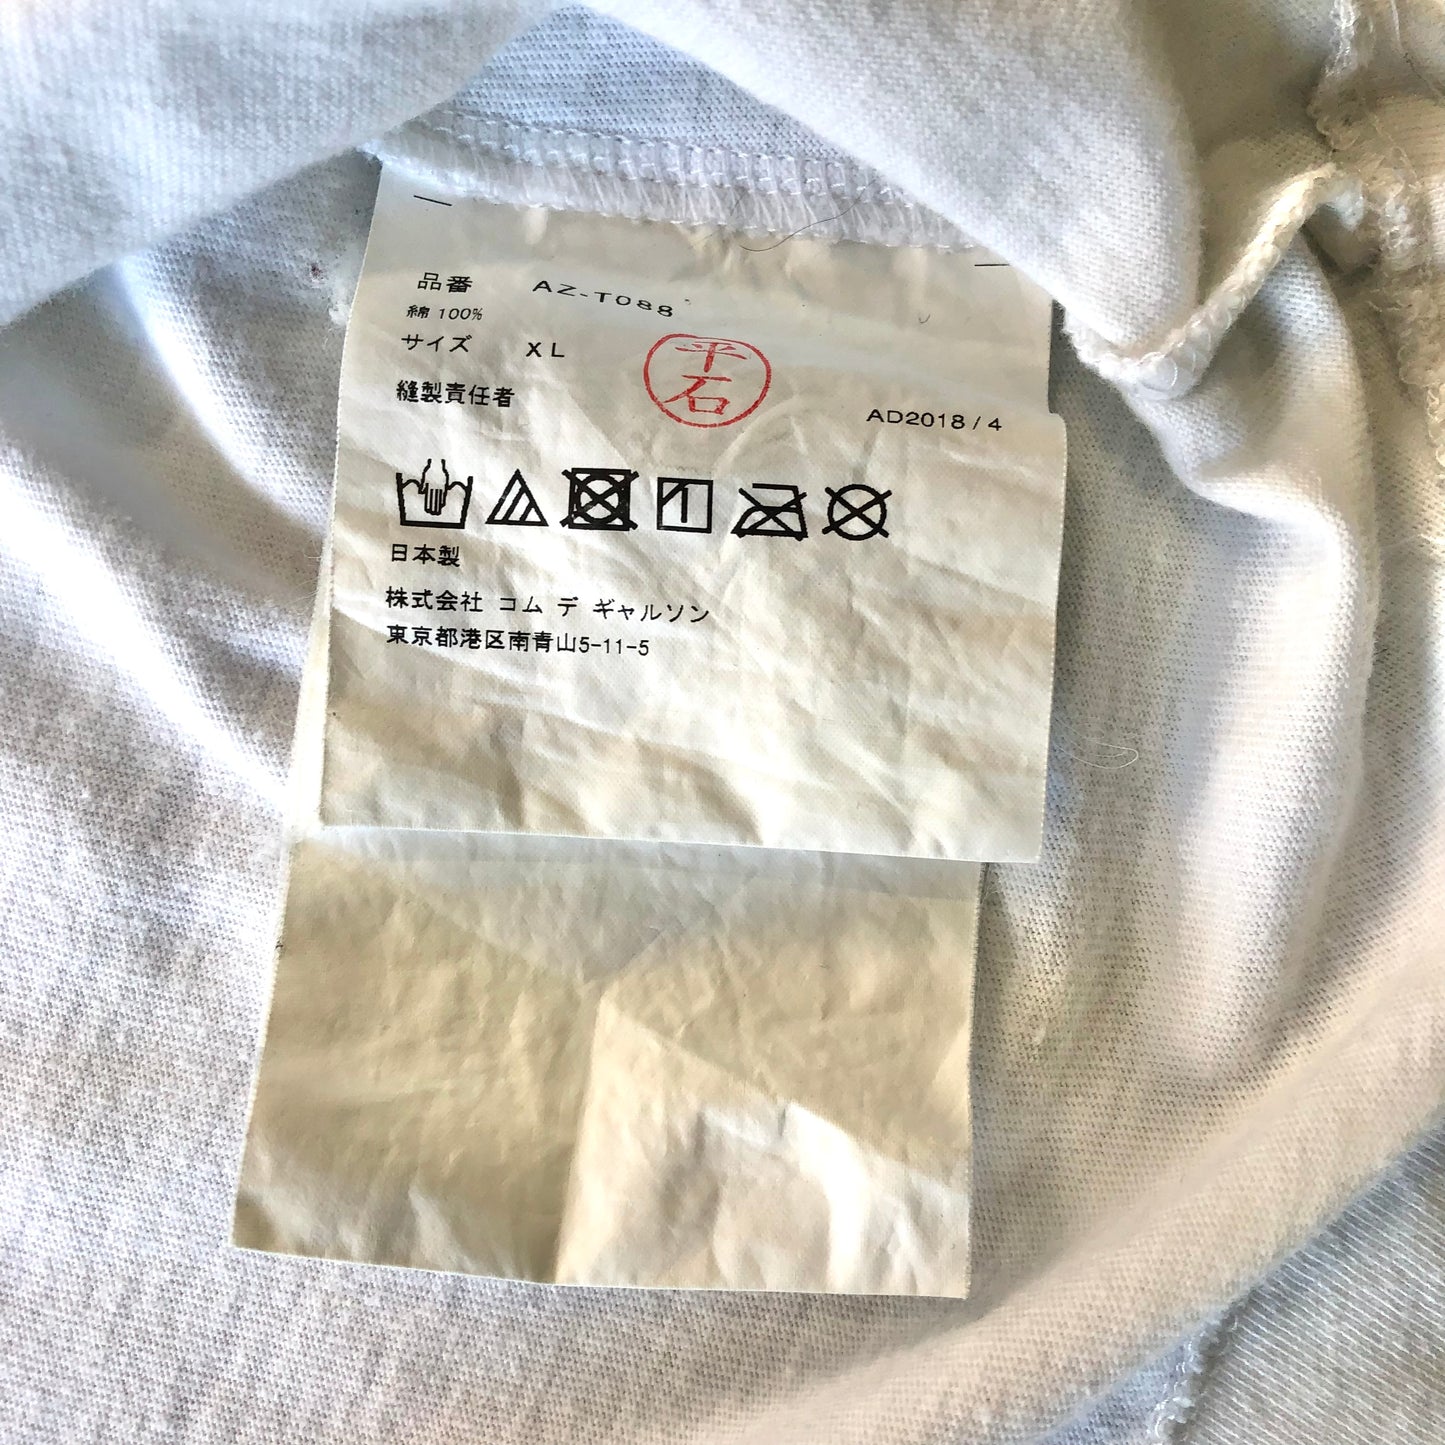 品番 AZ-T088
綿 100%
サイズ XL
平石
縫製責任者
AD2018/4
日本製
株式会社 コム デ ギャルソン
東京都港区南青山5-11-5